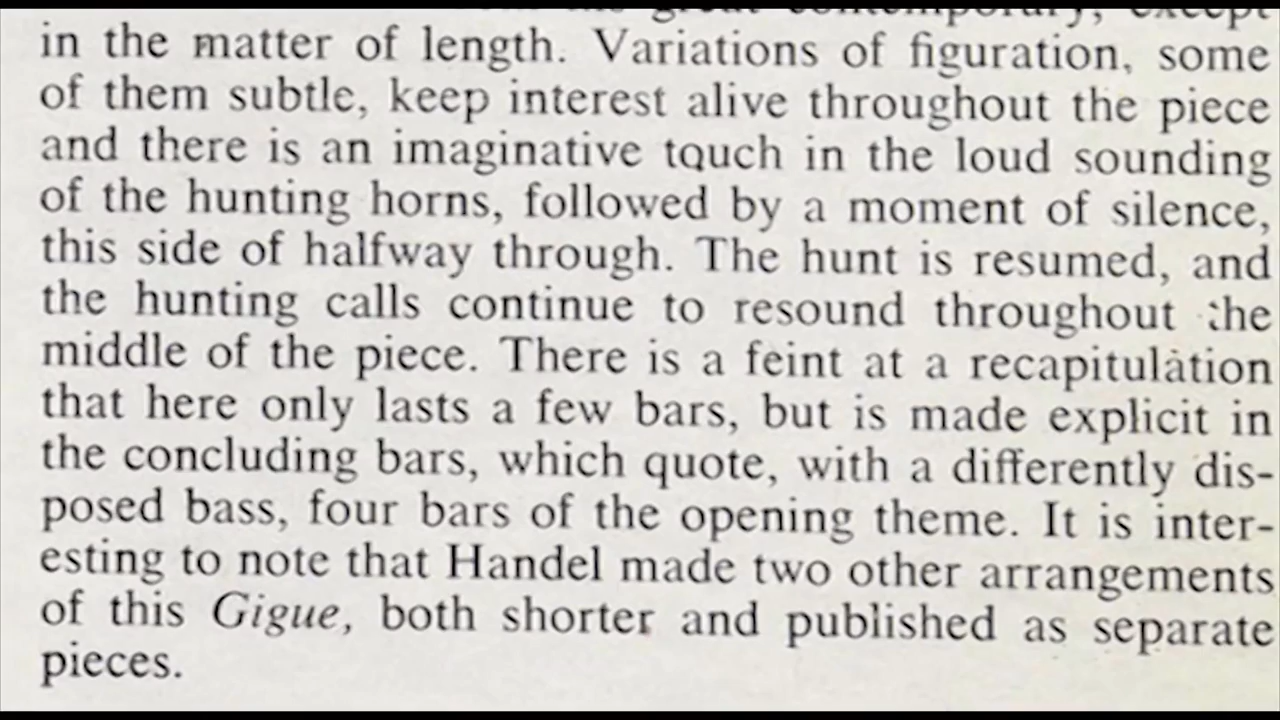 great contemporary, except
in the matter of length. Variations of figuration, some
of them subtle, keep interest alive throughout the piece
and there is an imaginative touch in the loud sounding
of the hunting horns, followed by a moment of silence,
this side of halfway through. The hunt is resumed, and
the hunting calls continue to resound throughout the
middle of the piece. There is a feint at a recapitulation
that here only lasts a few bars, but is made explicit in
the concluding bars, which quote, with a differently dis-
posed bass, four bars of the opening theme. It is inter-
esting to note that Handel made two other arrangements
of this Gigue, both shorter and published as separate
pieces.